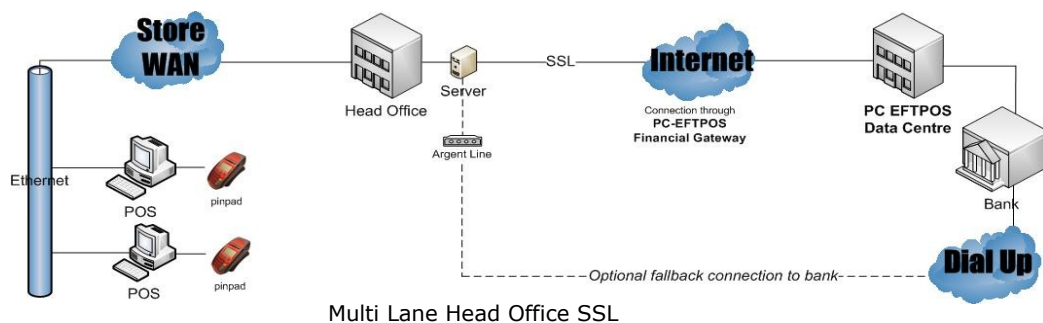 Store
WAN
Head Office
Server
SSL
Internet
Connection through
PC-EFTPOS
Financial Gateway
PC EFTPOS
Data Centre
Bank
Argent Line
Ethernet
POS
pinpad
POS
pinpad
Optional fallback connection to bank
Dial Up
Multi Lane Head Office SSL